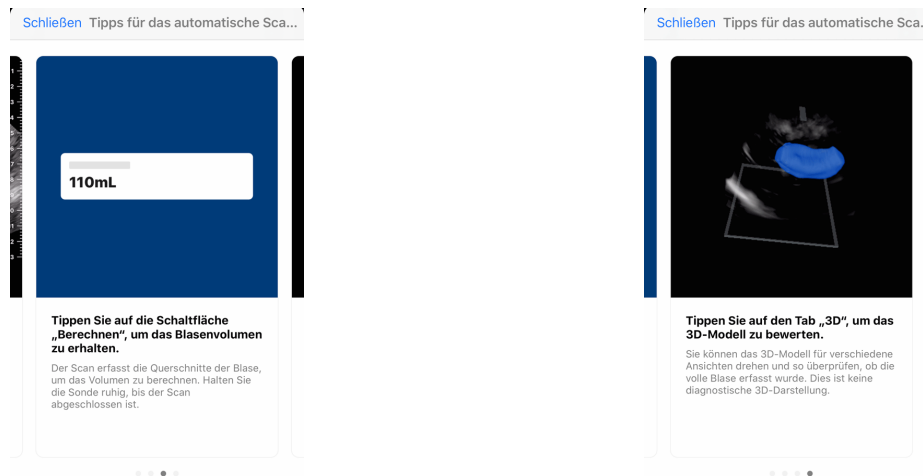 Schließen Tipps für das automatische Sca...
110mL
Tippen Sie auf die Schaltfläche
„Berechnen“, um das Blasenvolumen
zu erhalten.
Der Scan erfasst die Querschnitte der Blase,
um das Volumen zu berechnen. Halten Sie
die Sonde ruhig, bis der Scan
abgeschlossen ist.
Schließen Tipps für das automatische Sca.
Tippen Sie auf den Tab „3D“, um das
3D-Modell zu bewerten.
Sie können das 3D-Modell für verschiedene
Ansichten drehen und so überprüfen, ob die
volle Blase erfasst wurde. Dies ist keine
diagnostische 3D-Darstellung.